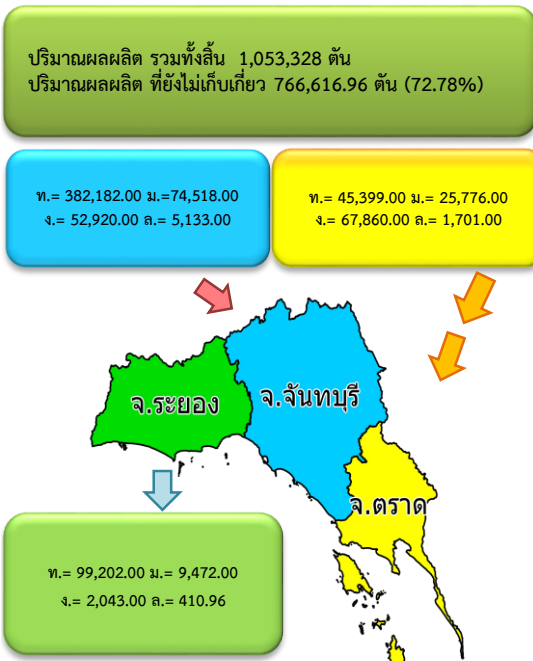 ปริมาณผลผลิต รวมทั้งสิ้น 1,053,328 ตัน
ปริมาณผลผลิต ที่ยังไม่เก็บเกี่ยว 766,616.96 ตัน (72.78%)
ท.= 382,182.00 ม.=74,518.00
ง.= 52,920.00 ล.= 5,133.00
ท.= 45,399.00 ม.= 25,776.00
ง.= 67,860.00 ล.= 1,701.00
จ.ระยอง
จ.จันทบุรี
จ.ตราด
ท.= 99,202.00 ม.= 9,472.00
ง.= 2,043.00 ล.= 410.96